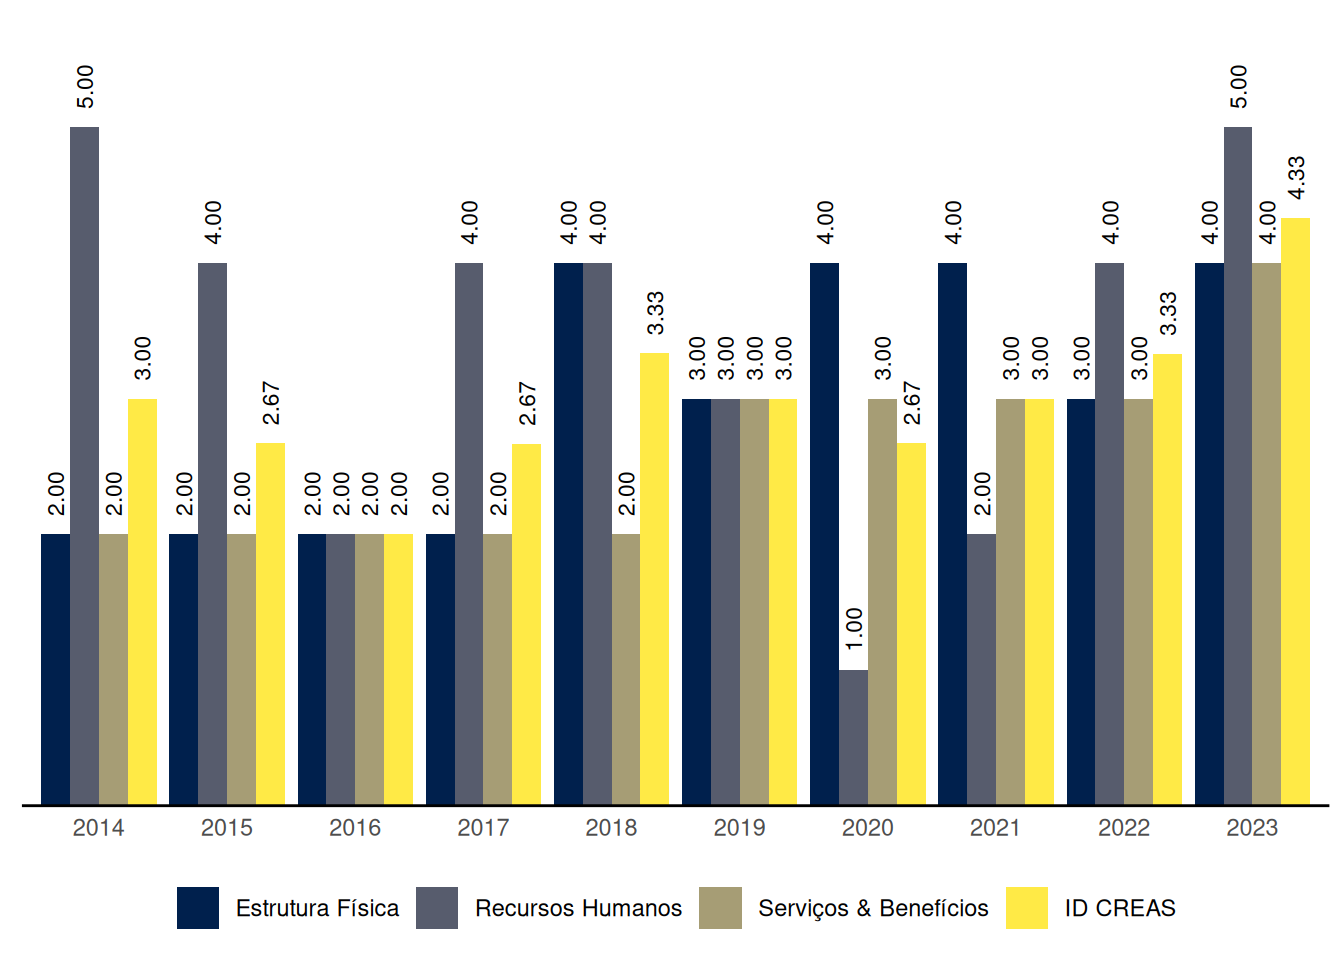 2.00 5.00 2.00 3.00
2.00 4.00 2.00 2.67
2.00 2.00 2.00 2.00
2.00 4.00 2.00 2.67
4.00 4.00 2.00 3.33
3.00 3.00 3.00 3.00
4.00 1.00 3.00 2.67
4.00 2.00 3.00 3.00
3.00 4.00 3.00 3.33
4.00 5.00 4.00 4.33
2014 2015 2016 2017 2018 2019 2020 2021 2022 2023
Estrutura Física Recursos Humanos Serviços & Benefícios ID CREAS